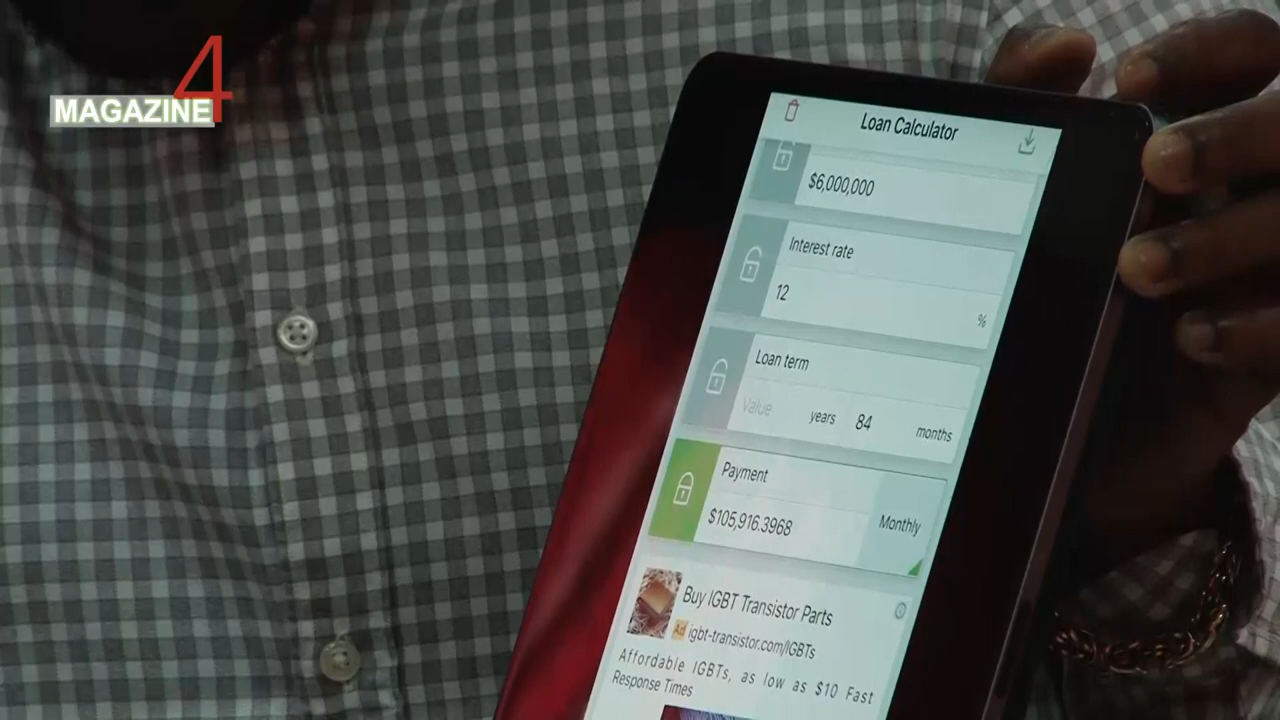 MAGAZINE 4
Loan Calculator
$6,000,000
Interest rate
12
%
Loan term
Value years 84 months
Payment
$105,916.3968 Monthly
Buy IGBT Transistor Parts
Ad igbt-transistor.com/IGBTs
Affordable IGBTs, as low as $10 Fast
Response Times